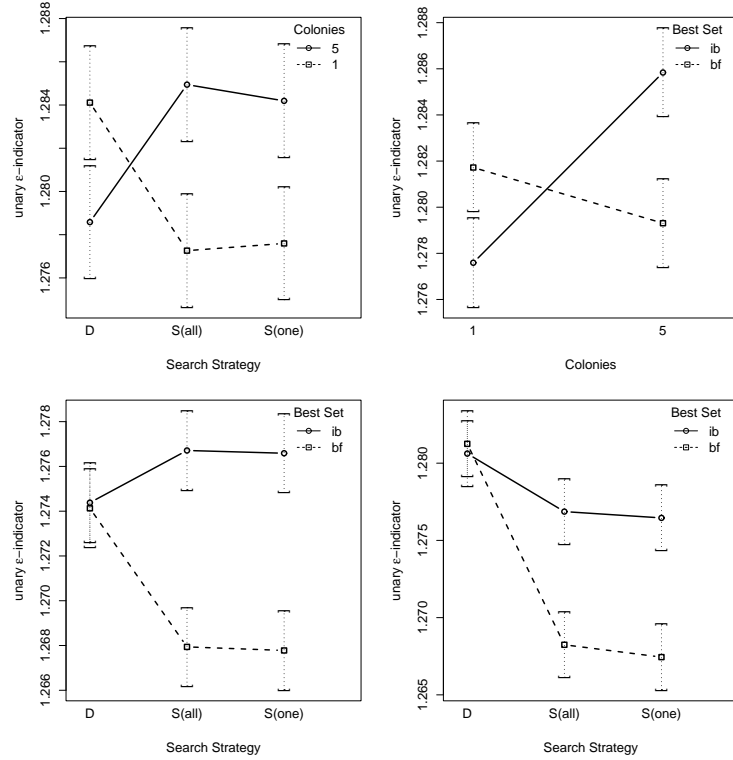 Colonies
5
1
unary ε−indicator
1.276
1.280
1.284
1.288
D
S(all)
S(one)
Search Strategy
Best Set
ib
bf
unary ε−indicator
1.276
1.278
1.280
1.282
1.284
1.286
1.288
1
5
Colonies
Best Set
ib
bf
unary ε−indicator
1.266
1.268
1.270
1.272
1.274
1.276
1.278
D
S(all)
S(one)
Search Strategy
Best Set
ib
bf
unary ε−indicator
1.265
1.270
1.275
1.280
D
S(all)
S(one)
Search Strategy